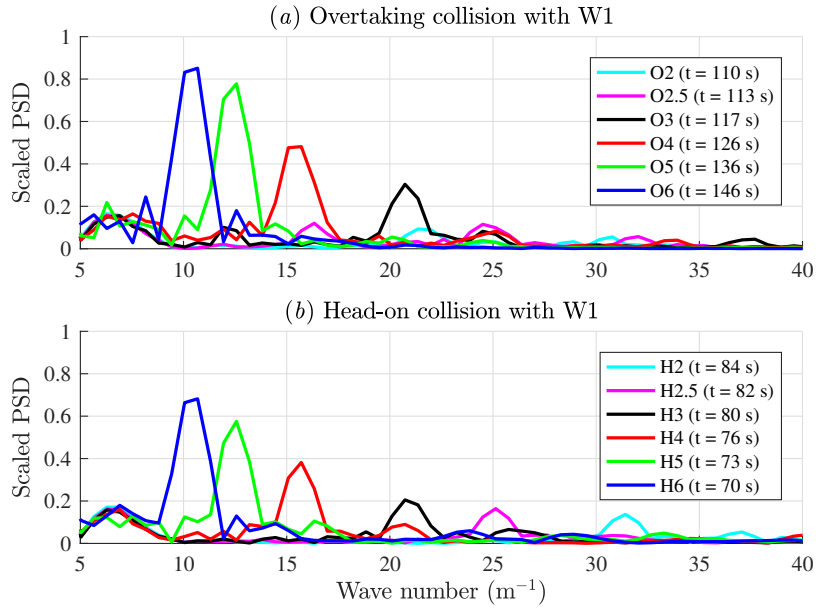 (a) Overtaking collision with W1
1
0.8
0.6
0.4
0.2
0
Scaled PSD
O2 (t = 110 s)
O2.5 (t = 113 s)
O3 (t = 117 s)
O4 (t = 126 s)
O5 (t = 136 s)
O6 (t = 146 s)
5 10 15 20 25 30 35 40
(b) Head-on collision with W1
1
0.8
0.6
0.4
0.2
0
Scaled PSD
H2 (t = 84 s)
H2.5 (t = 82 s)
H3 (t = 80 s)
H4 (t = 76 s)
H5 (t = 73 s)
H6 (t = 70 s)
5 10 15 20 25 30 35 40
Wave number (m⁻¹)